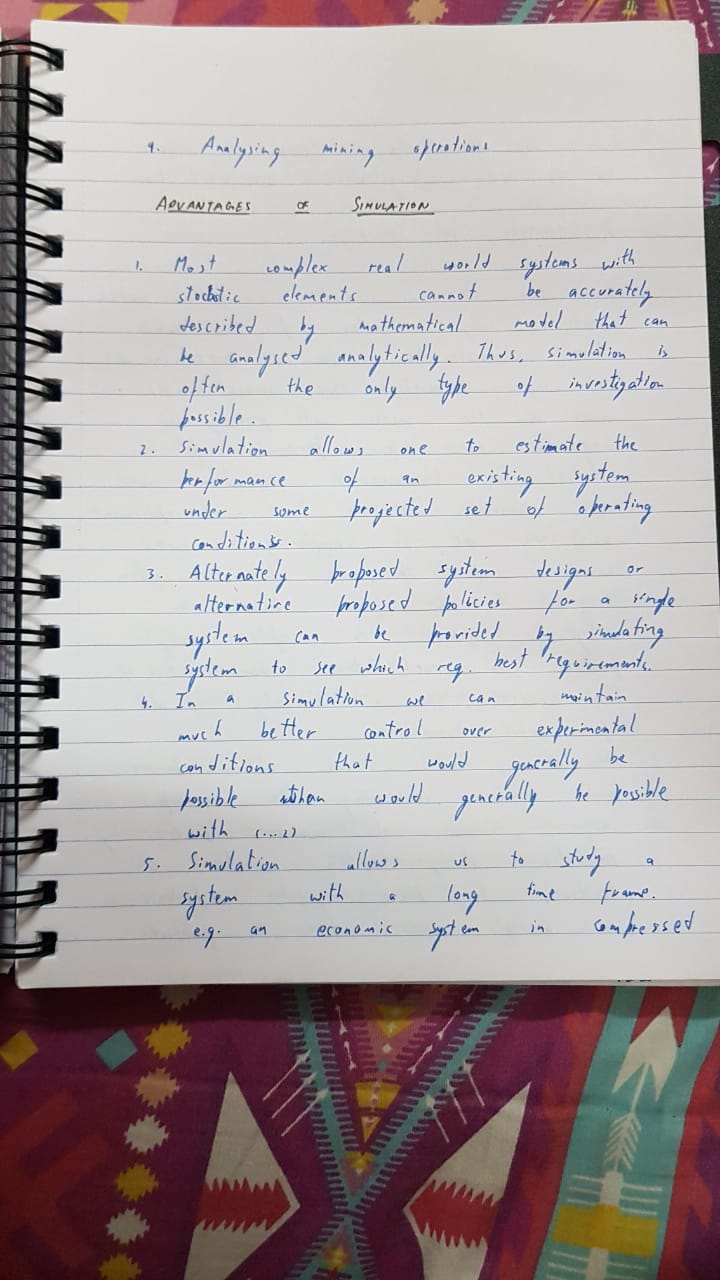 9. Analysing mining operations
ADVANTAGES OF SIMULATION
1. Most complex real world systems with
stochstic elements cannot be accurately
described by mathematical model that can
be analysed analytically. Thus, simulation is
often the only type of investigation
possible.
2. Simulation allows one to estimate the
performance of an existing system
under some projected set of operating
conditions.
3. Alternately proposed system designs or
alternative proposed policies for a single
system can be provided by simulating
system to see which req. best requirements.
4. In a simulation we can maintain
much better control over experimental
conditions that would generally be
possible than would generally be possible
with (...2)
5. Simulation allows us to study a
system with a long time frame.
e.g. an economic system in compressed